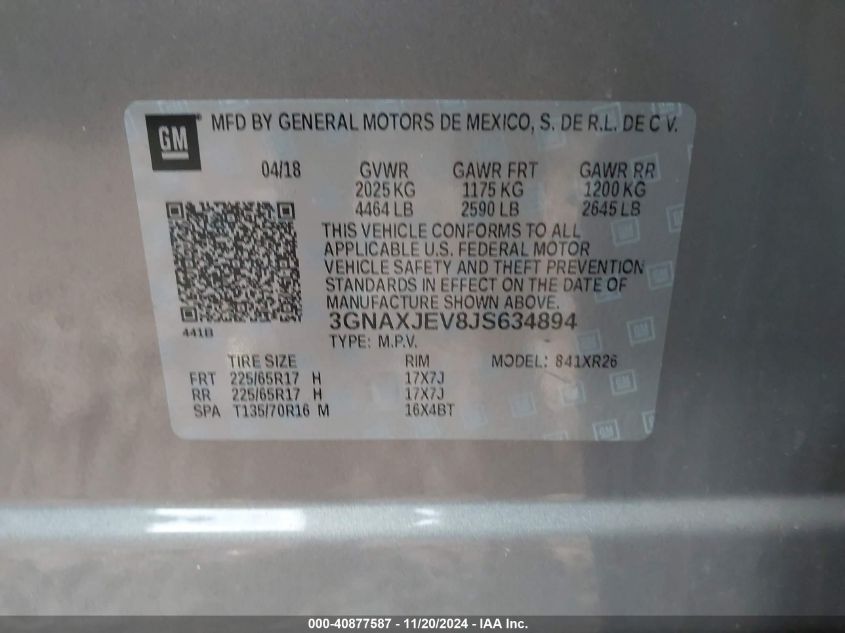 GM MFD BY GENERAL MOTORS DE MEXICO, S. DE R.L. DE C V.
04/18 GVWR GAWR FRT GAWR RR
2025 KG 1175 KG 1200 KG
4464 LB 2590 LB 2645 LB
THIS VEHICLE CONFORMS TO ALL
APPLICABLE U.S. FEDERAL MOTOR
VEHICLE SAFETY AND THEFT PREVENTION
STANDARDS IN EFFECT ON THE DATE OF
MANUFACTURE SHOWN ABOVE.
441B 3GNAXJEV8JS634894
TYPE: M.P.V.
TIRE SIZE RIM MODEL: 841XR26
FRT 225/65R17 H 17X7J
RR 225/65R17 H 17X7J
SPA T135/70R16 M 16X4BT
000-40877587 - 11/20/2024 - IAA Inc.